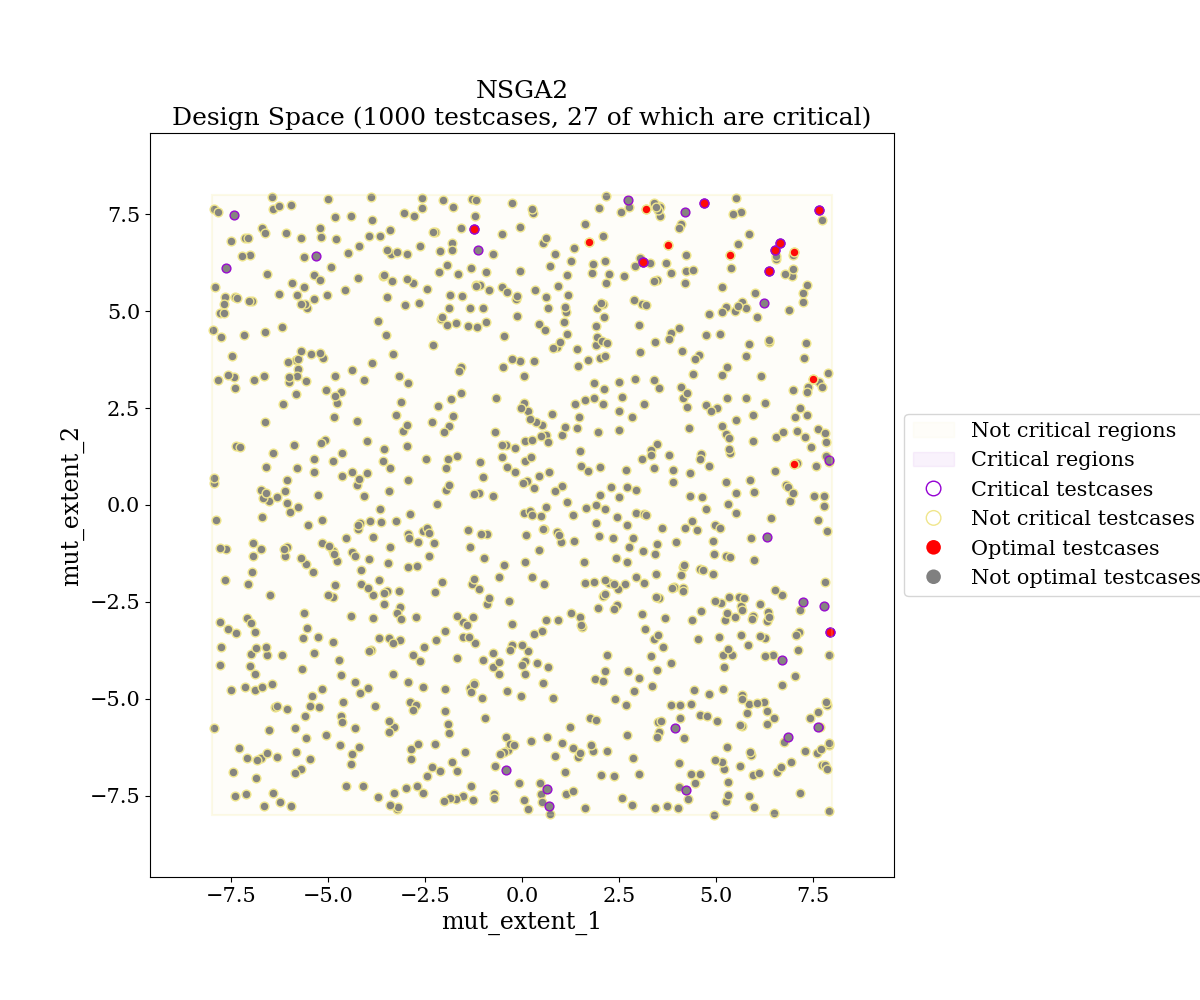 NSGA2
Design Space (1000 testcases, 27 of which are critical)
7.5
5.0
2.5
0.0
−2.5
−5.0
−7.5
mut_extent_2
−7.5
−5.0
−2.5
0.0
2.5
5.0
7.5
mut_extent_1
Not critical regions
Critical regions
Critical testcases
Not critical testcases
Optimal testcases
Not optimal testcases